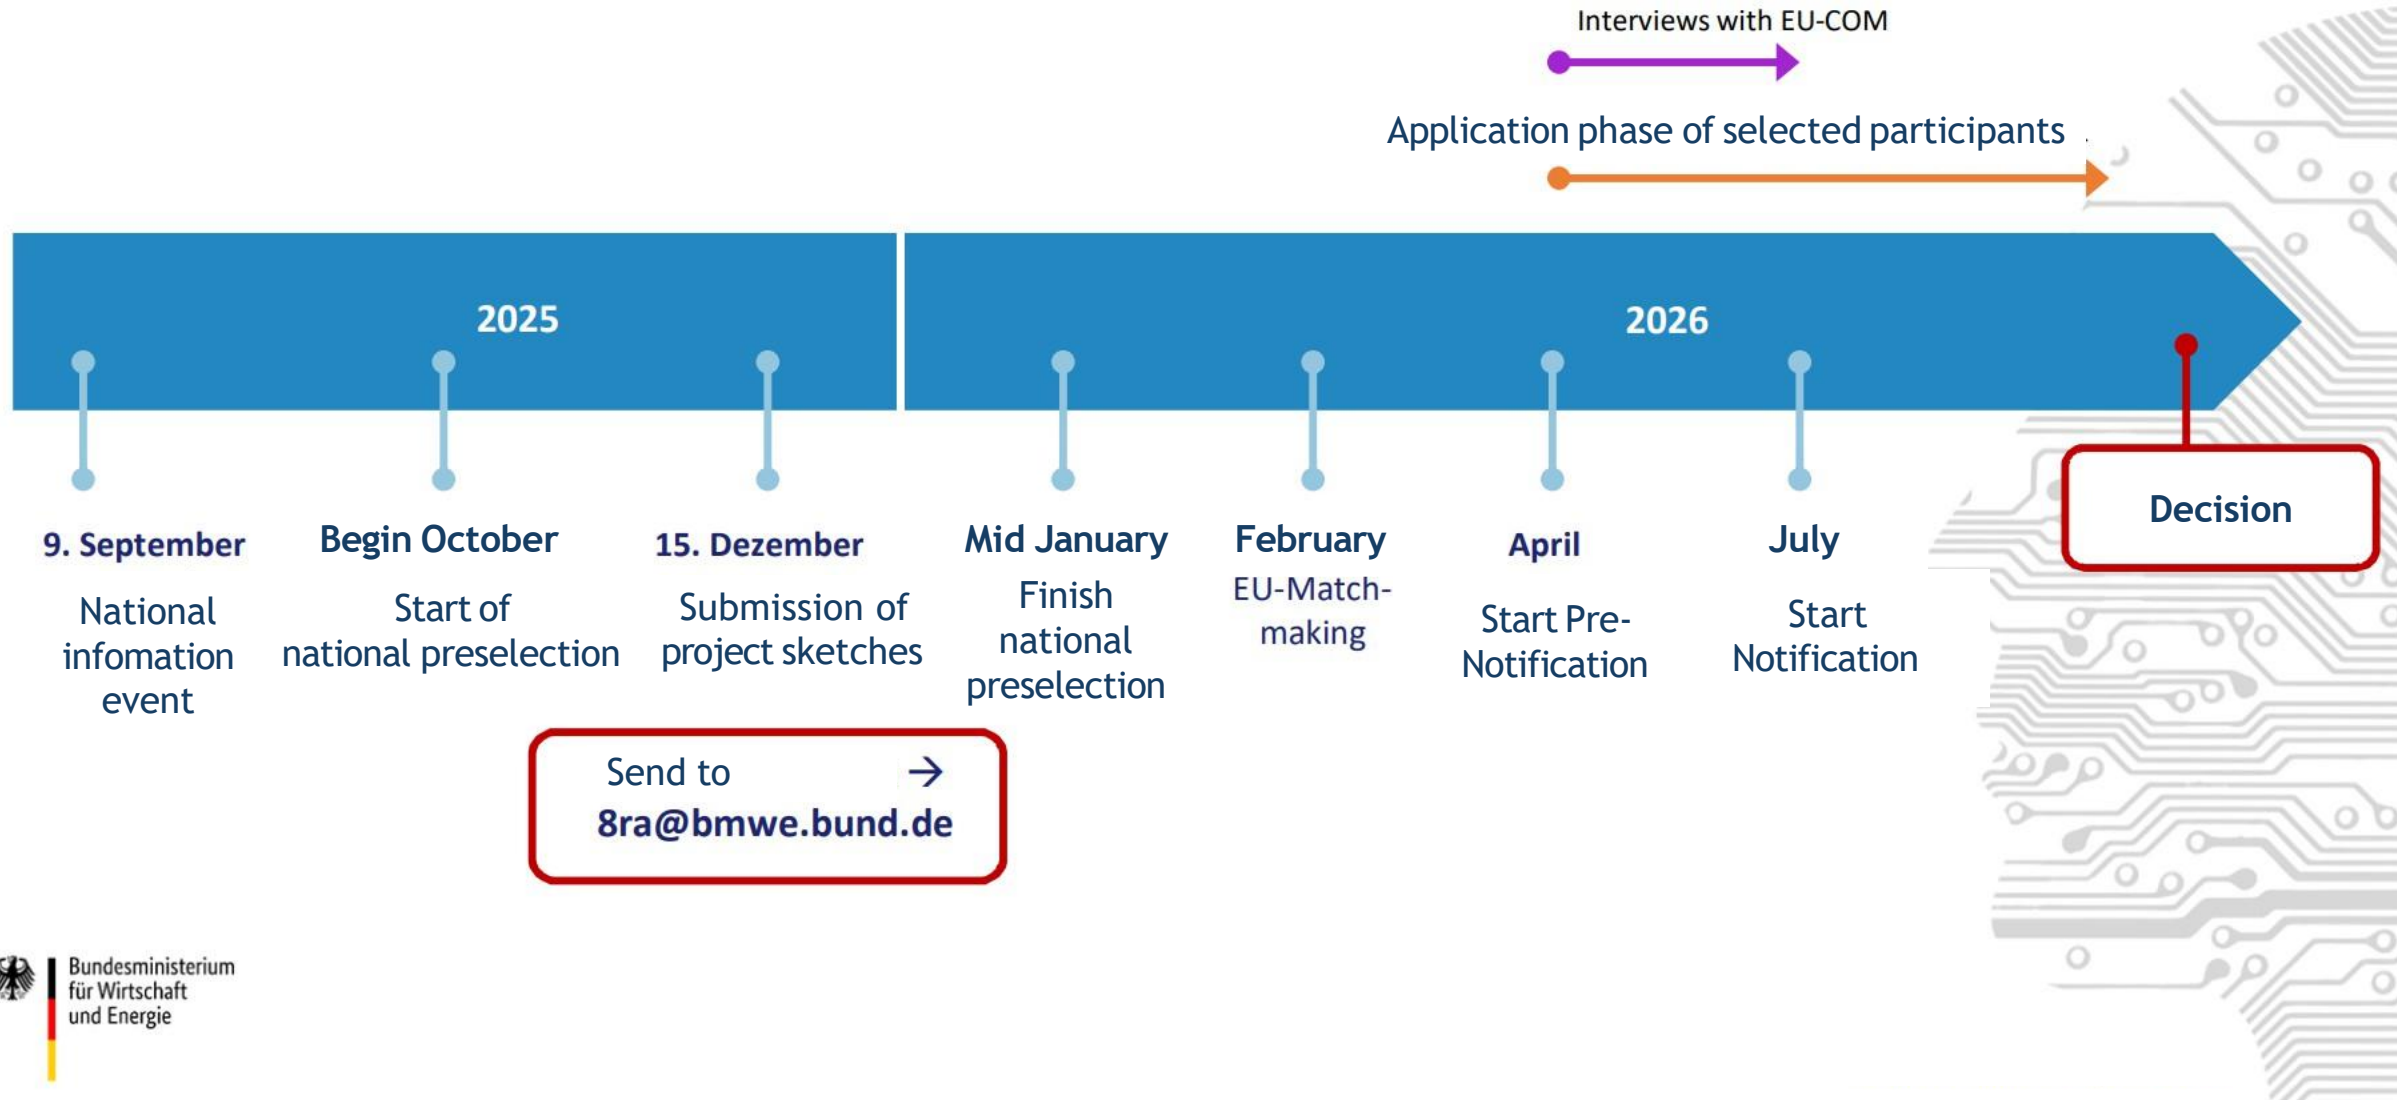 Interviews with EU-COM
Application phase of selected participants .
2025
2026
9. September
National
infomation
event
Begin October
Start of
national preselection
15. Dezember
Submission of
project sketches
Send to →
8ra@bmwe.bund.de
Mid January
Finish
national
preselection
February
EU-Match-
making
April
Start Pre-
Notification
July
Start
Notification
Decision
Bundesministerium
für Wirtschaft
und Energie